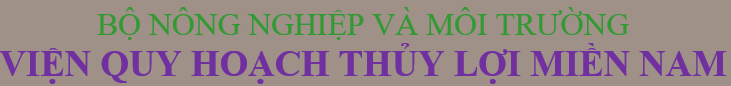 BỘ NÔNG NGHIỆP VÀ MÔI TRƯỜNG
VIỆN QUY HOẠCH THỦY LỢI MIỀN NAM